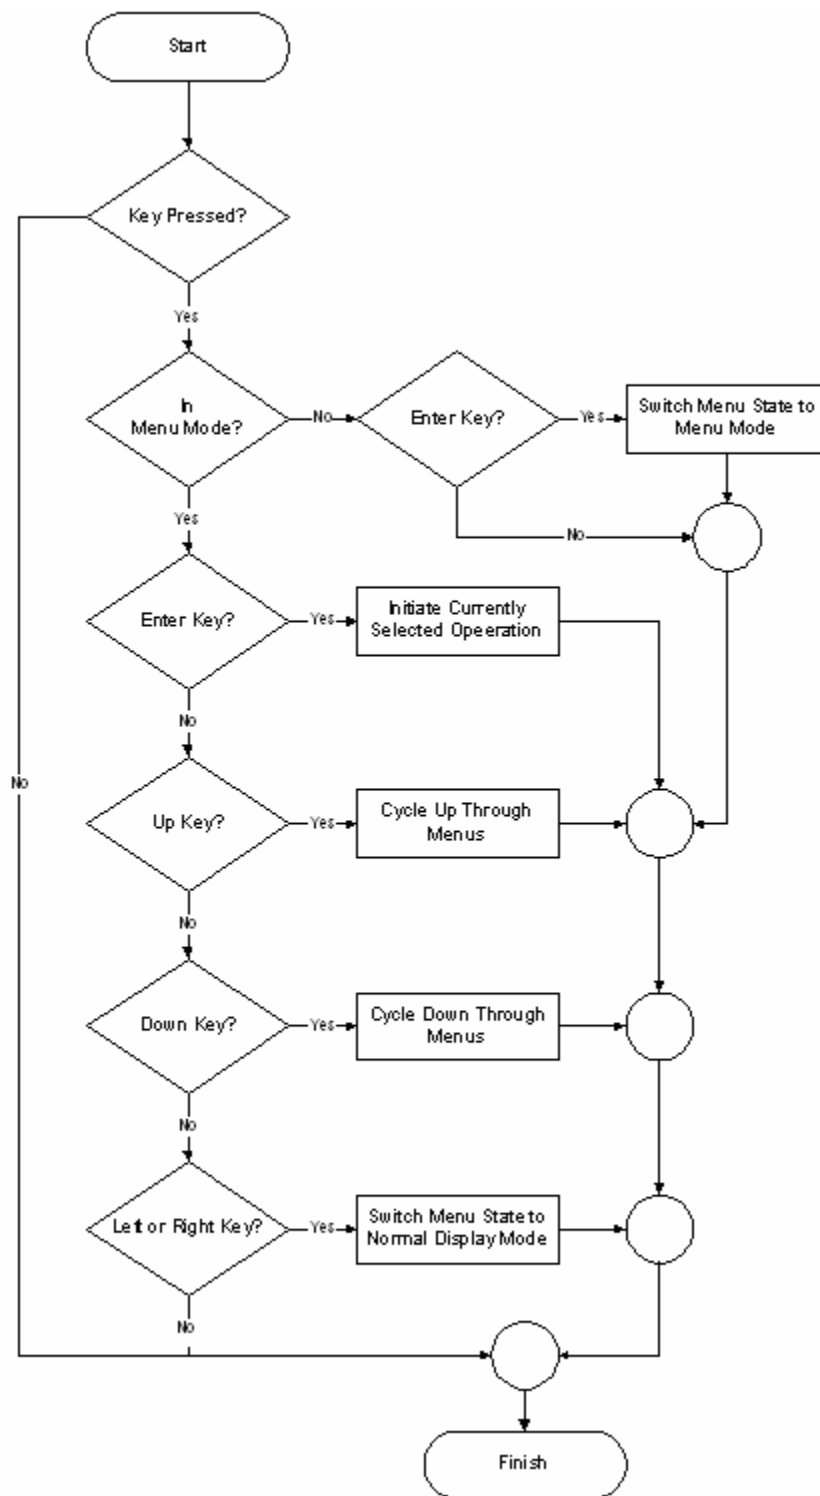 Start
Key Pressed?
Yes
In
Menu Mode?
No
Enter Key?
Yes
Switch Menu State to
Menu Mode
Yes
No
Enter Key?
Yes
Initiate Currently
Selected Opeeration
No
No
Up Key?
Yes
Cycle Up Through
Menus
No
Down Key?
Yes
Cycle Down Through
Menus
No
Left or Right Key?
Yes
Switch Menu State to
Normal Display Mode
No
Finish